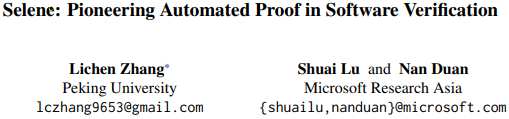 Selene: Pioneering Automated Proof in Software Verification
Lichen Zhang* Shuai Lu and Nan Duan
Peking University Microsoft Research Asia
lczhang9653@gmail.com {shuailu,nanduan}@microsoft.com